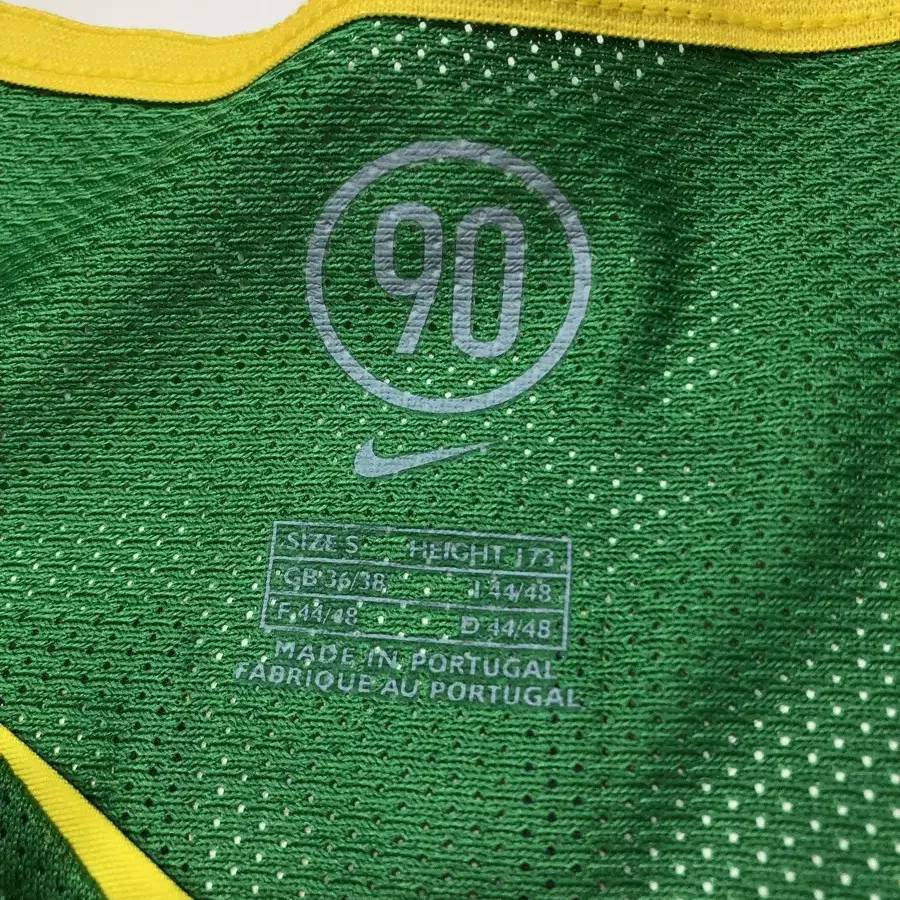 90
SIZE S HEIGHT 173
GB 36/38 I 44/48
F 44/48 D 44/48
MADE IN PORTUGAL
FABRIQUE AU PORTUGAL